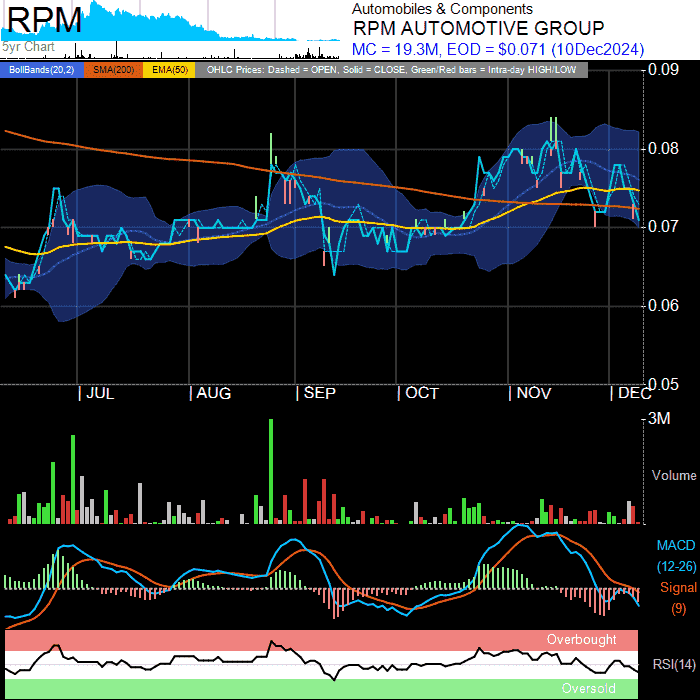 RPM
5yr Chart
Automobiles & Components
RPM AUTOMOTIVE GROUP
MC = 19.3M, EOD = $0.071 (10Dec2024)
BollBands(20,2) SMA(200) EMA(50) OHLC Prices: Dashed = OPEN, Solid = CLOSE, Green/Red bars = Intra-day HIGH/LOW
0.09
0.08
0.07
0.06
0.05
| JUL | AUG | SEP | OCT | NOV | DEC
3M
Volume
MACD
(12-26)
Signal
(9)
Overbought
RSI(14)
Oversold